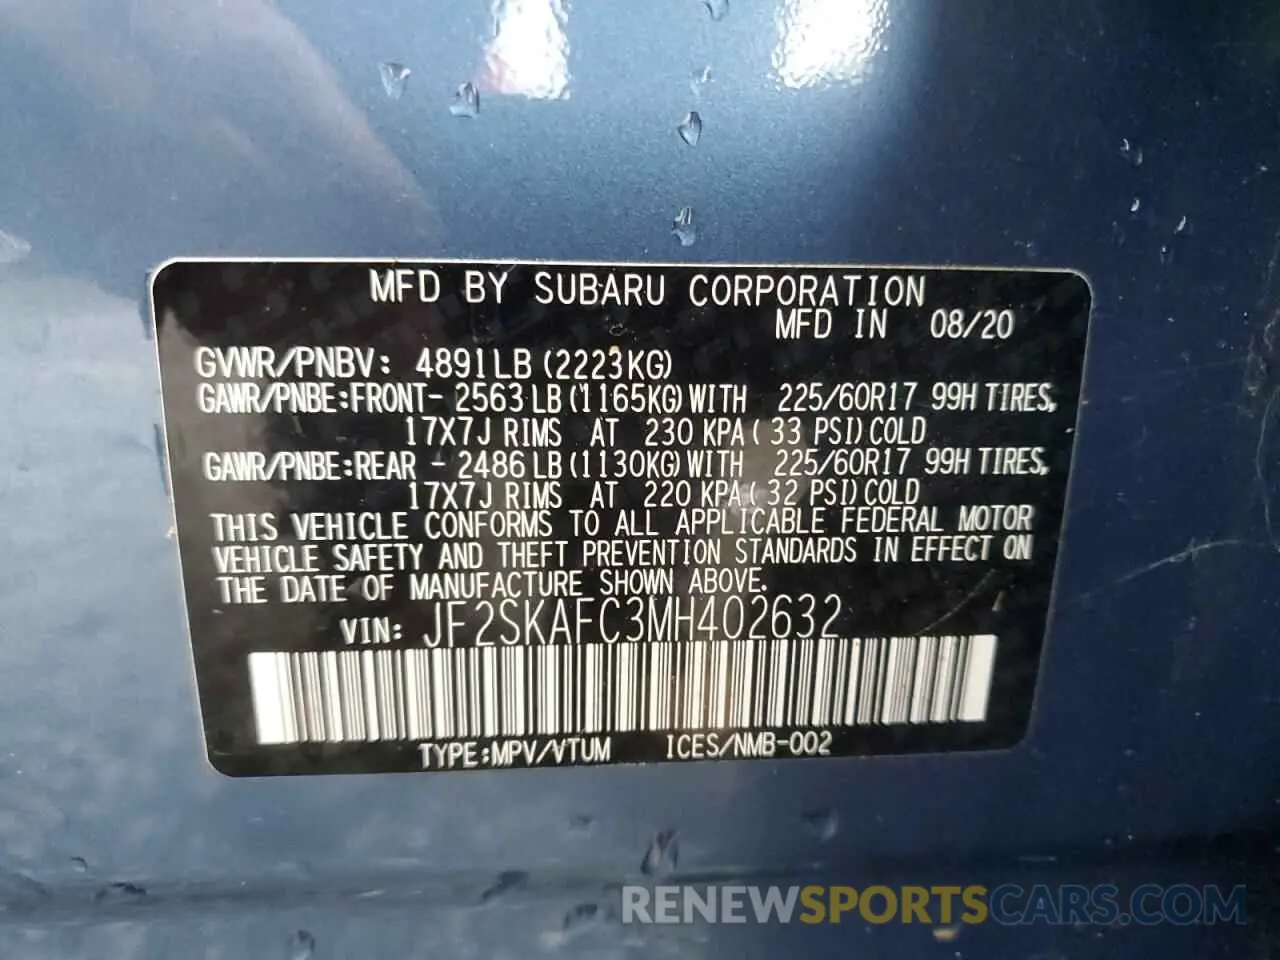 MFD BY SUBARU CORPORATION
MFD IN 08/20
GVWR/PNBV: 4891LB (2223KG)
GAWR/PNBE:FRONT- 2563 LB (1165KG) WITH 225/60R17 99H TIRES,
17X7J RIMS AT 230 KPA ( 33 PSI) COLD
GAWR/PNBE:REAR - 2486 LB (1130KG) WITH 225/60R17 99H TIRES,
17X7J RIMS AT 220 KPA ( 32 PSI) COLD
THIS VEHICLE CONFORMS TO ALL APPLICABLE FEDERAL MOTOR
VEHICLE SAFETY AND THEFT PREVENTION STANDARDS IN EFFECT ON
THE DATE OF MANUFACTURE SHOWN ABOVE.
VIN: JF2SKAFC3MH402632
TYPE:MPV/VTUM ICES/NMB-002
RENEWSPORTSCARS.COM